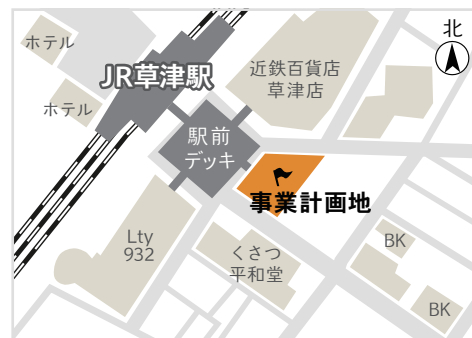 ホテル
北
JR草津駅
近鉄百貨店
草津店
ホテル
駅前
デッキ
事業計画地
Lty
932
くさつ
平和堂
BK
BK